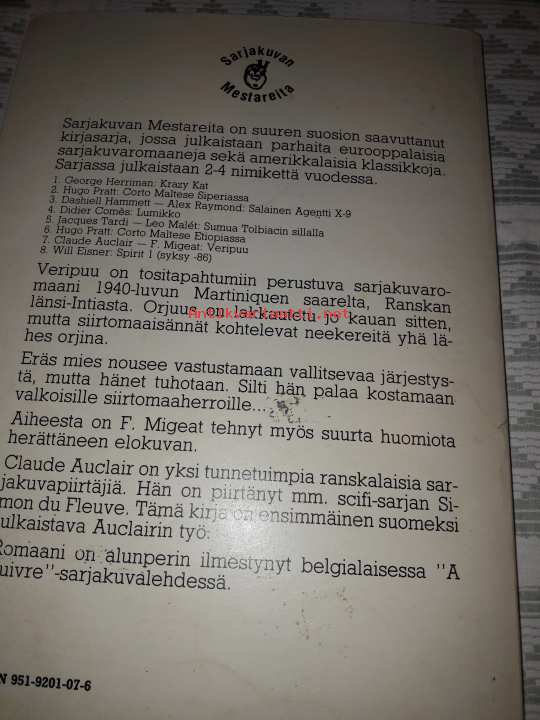 Sarjakuvan
Mestareita
Sarjakuvan Mestareita on suuren suosion saavuttanut
kirjasarja, jossa julkaistaan parhaita eurooppalaisia
sarjakuvaromaaneja sekä amerikkalaisia klassikkoja.
Sarjassa julkaistaan 2-4 nimikettä vuodessa.
1. George Herriman: Krazy Kat
2. Hugo Pratt: Corto Maltese Siperiassa
3. Dashiell Hammett — Alex Raymond: Salainen Agentti X-9
4. Didier Comès: Lumikko
5. Jacques Tardi — Leo Malét: Sumua Tolbiacin sillalla
6. Hugo Pratt: Corto Maltese Etiopiassa
7. Claude Auclair — F. Migeat: Veripuu
8. Will Eisner: Spirit 1 (syksy -86)
Veripuu on tositapahtumiin perustuva sarjakuvaro-
maani 1940-luvun Martiniquen saarelta, Ranskan
länsi-Intiasta. Orjuus on lakkautettu jo kauan sitten,
mutta siirtomaaisännät kohtelevat neekereitä yhä lä-
hes orjina.
Eräs mies nousee vastustamaan vallitsevaa järjestys-
tä, mutta hänet tuhotaan. Silti hän palaa kostamaan
valkoisille siirtomaaherroille...
Aiheesta on F. Migeat tehnyt myös suurta huomiota
herättäneen elokuvan.
Claude Auclair on yksi tunnetuimpia ranskalaisia sar-
jakuvapiirtäjiä. Hän on piirtänyt mm. scifi-sarjan Si-
mon du Fleuve. Tämä kirja on ensimmäinen suomeksi
ulkaistava Auclairin työ.
Romaani on alunperin ilmestynyt belgialaisessa "A
uivre"-sarjakuvalehdessä.
N 951-9201-07-6